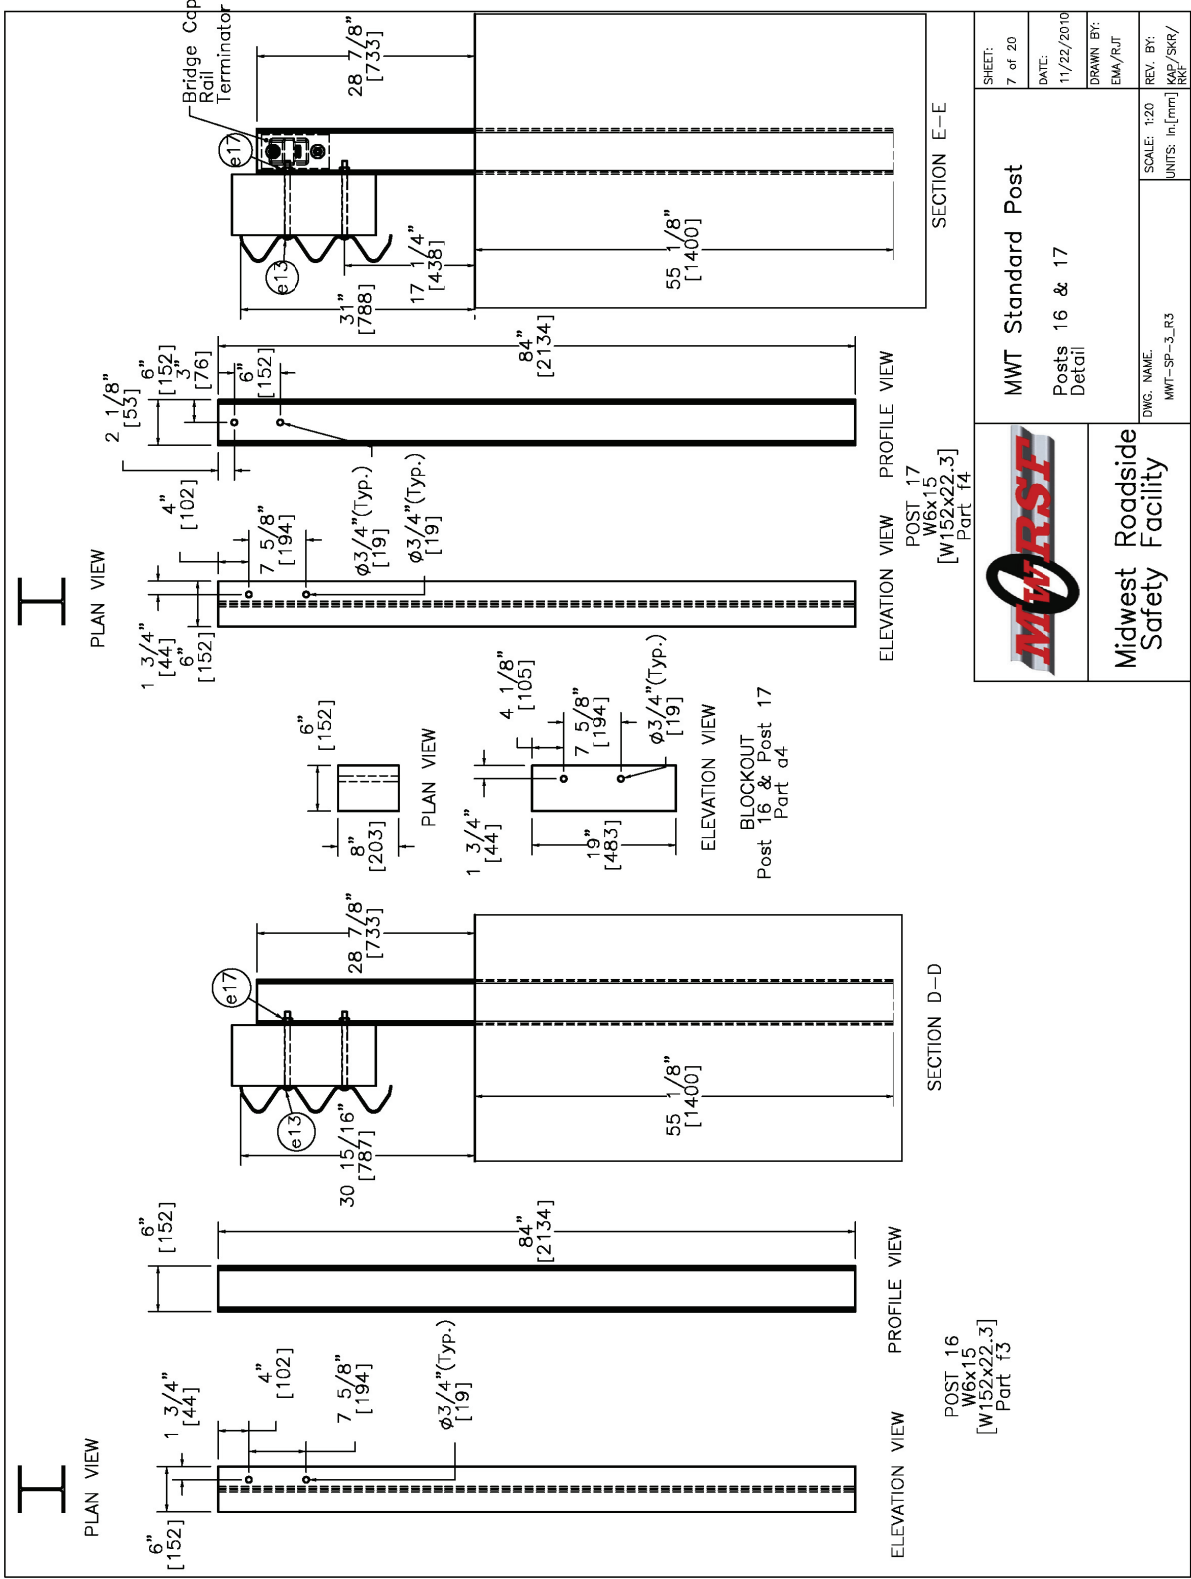 PLAN VIEW
6"
[152]
1 3/4"
[44]
4"
[102]
7 5/8"
[194]
ϕ3/4"(Typ.)
[19]
ELEVATION VIEW
6"
[152]
84"
[2134]
PROFILE VIEW
POST 16
W6x15
[W152x22.3]
Part f3
e13
e17
30 15/16"
[787]
28 7/8"
[733]
55 1/8"
[1400]
SECTION D-D
6"
[152]
8"
[203]
PLAN VIEW
1 3/4"
[44]
4 1/8"
[105]
7 5/8"
[194]
ϕ3/4"(Typ.)
[19]
19"
[483]
ELEVATION VIEW
BLOCKOUT
Post 16 & Post 17
Part a4
PLAN VIEW
1 3/4"
[44]
6"
[152]
4"
[102]
7 5/8"
[194]
ϕ3/4"(Typ.)
[19]
ϕ3/4"(Typ.)
[19]
ELEVATION VIEW
2 1/8"
[53]
6"
[152]
3"
[76]
6"
[152]
84"
[2134]
PROFILE VIEW
POST 17
W6x15
[W152x22.3]
Part f4
Bridge Cap
Rail
Terminator
e17
e13
28 7/8"
[733]
31"
[788]
17 1/4"
[438]
55 1/8"
[1400]
SECTION E-E
MWRSF
Midwest Roadside
Safety Facility
MWT Standard Post
Posts 16 & 17
Detail
SHEET:
7 of 20
DATE:
11/22/2010
DRAWN BY:
EMA/RJT
DWG. NAME.
MWT-SP-3_R3
SCALE: 1:20
UNITS: In.[mm]
REV. BY:
KAP/SKR/
RKF